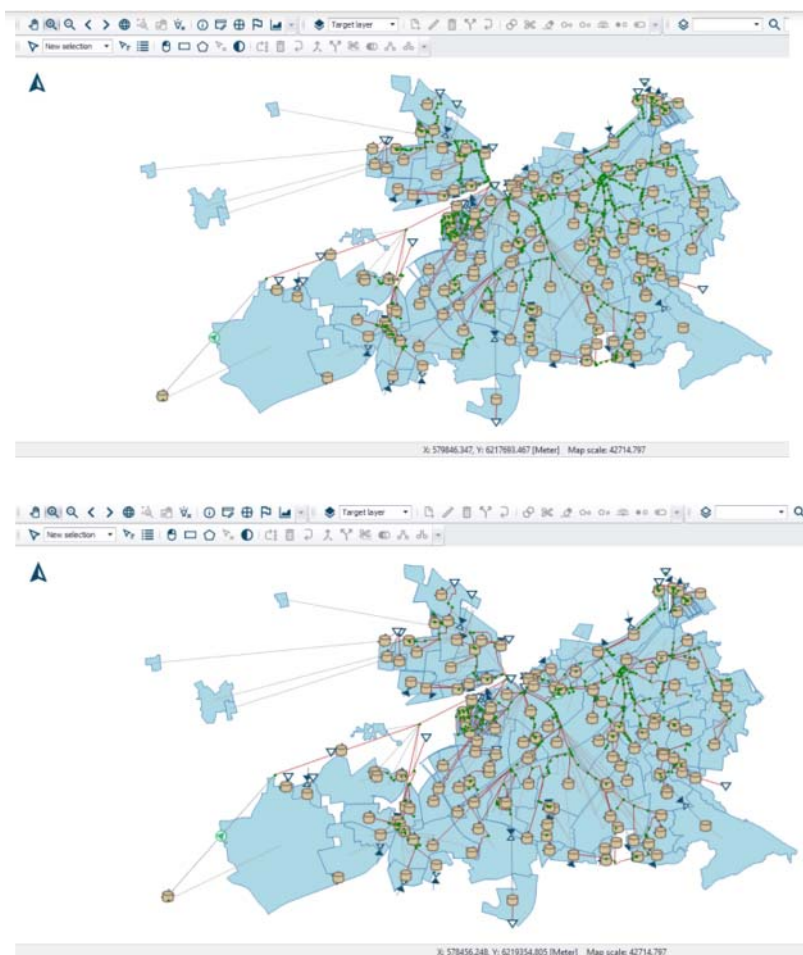 Target layer
New selection
X: 579846.347, Y: 6217693.467 [Meter] Map scale: 42714.797
Target layer
New selection
X: 578456.248, Y: 6219354.805 [Meter] Map scale: 42714.797